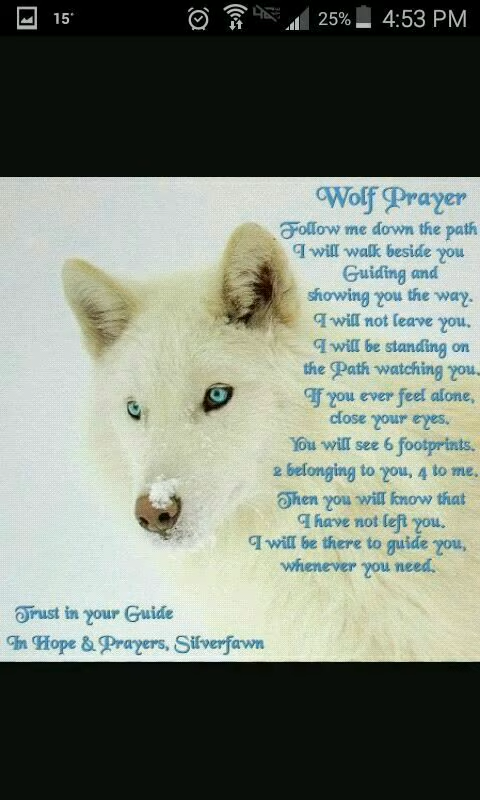 15°
25%
4:53 PM
Wolf Prayer
Follow me down the path
I will walk beside you
Guiding and
showing you the way.
I will not leave you.
I will be standing on
the Path watching you.
If you ever feel alone,
close your eyes.
You will see 6 footprints.
2 belonging to you, 4 to me.
Then you will know that
I have not left you.
I will be there to guide you,
whenever you need.
Trust in your Guide
In Hope & Prayers, Silverfawn